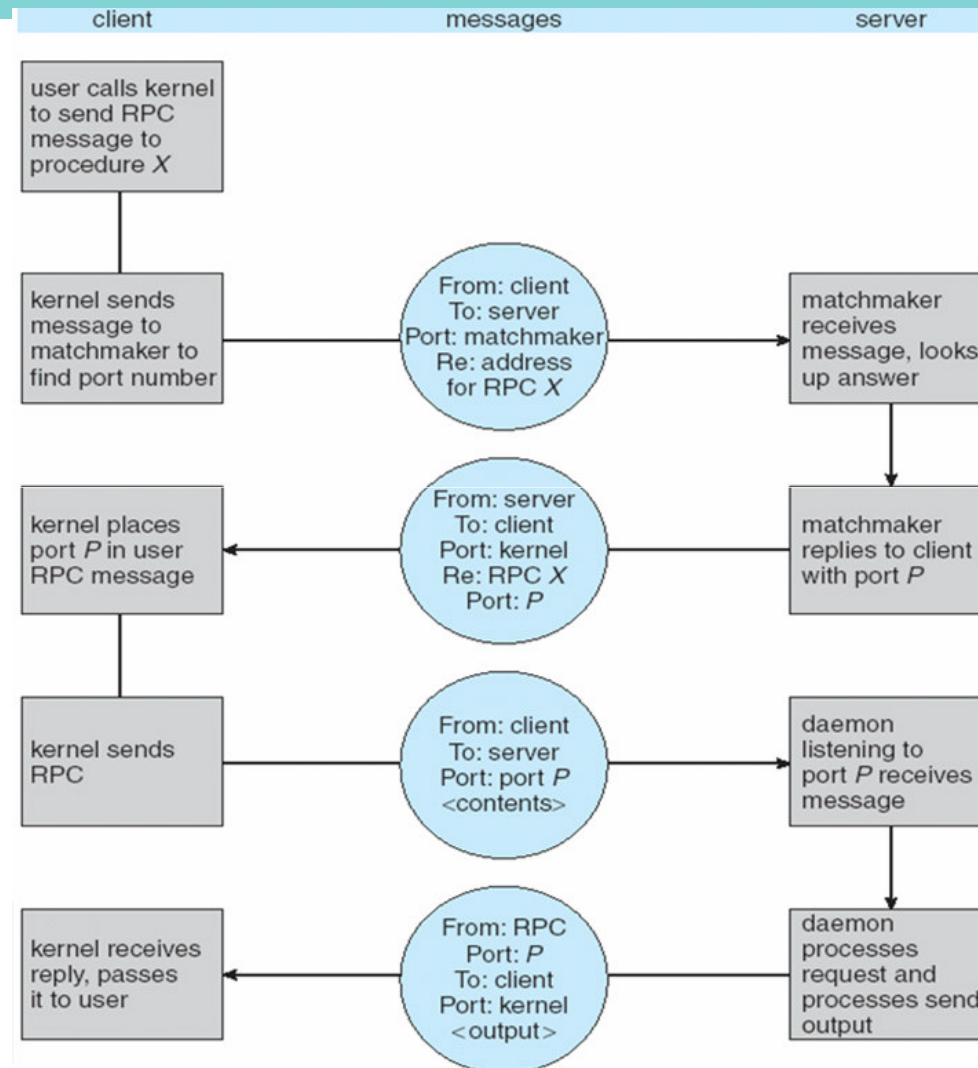 client
messages
server
user calls kernel
to send RPC
message to
procedure X
kernel sends
message to
matchmaker to
find port number
From: client
To: server
Port: matchmaker
Re: address
for RPC X
matchmaker
receives
message, looks
up answer
kernel places
port P in user
RPC message
From: server
To: client
Port: kernel
Re: RPC X
Port: P
matchmaker
replies to client
with port P
kernel sends
RPC
From: client
To: server
Port: port P
<contents>
daemon
listening to
port P receives
message
kernel receives
reply, passes
it to user
From: RPC
Port: P
To: client
Port: kernel
<output>
daemon
processes
request and
processes send
output